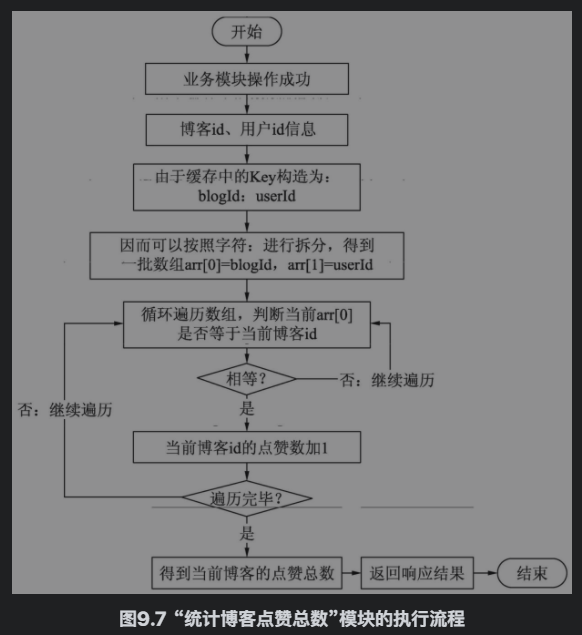 开始
业务模块操作成功
博客id、用户id信息
由于缓存中的Key构造为：
blogId：userId
因而可以按照字符：进行拆分，得到
一批数组arr[0]=blogId，arr[1]=userId
循环遍历数组，判断当前arr[0]
是否等于当前博客id
相等？
否：继续遍历
否：继续遍历
是
当前博客id的点赞数加1
遍历完毕？
是
得到当前博客的点赞总数
返回响应结果
结束
图9.7 “统计博客点赞总数”模块的执行流程